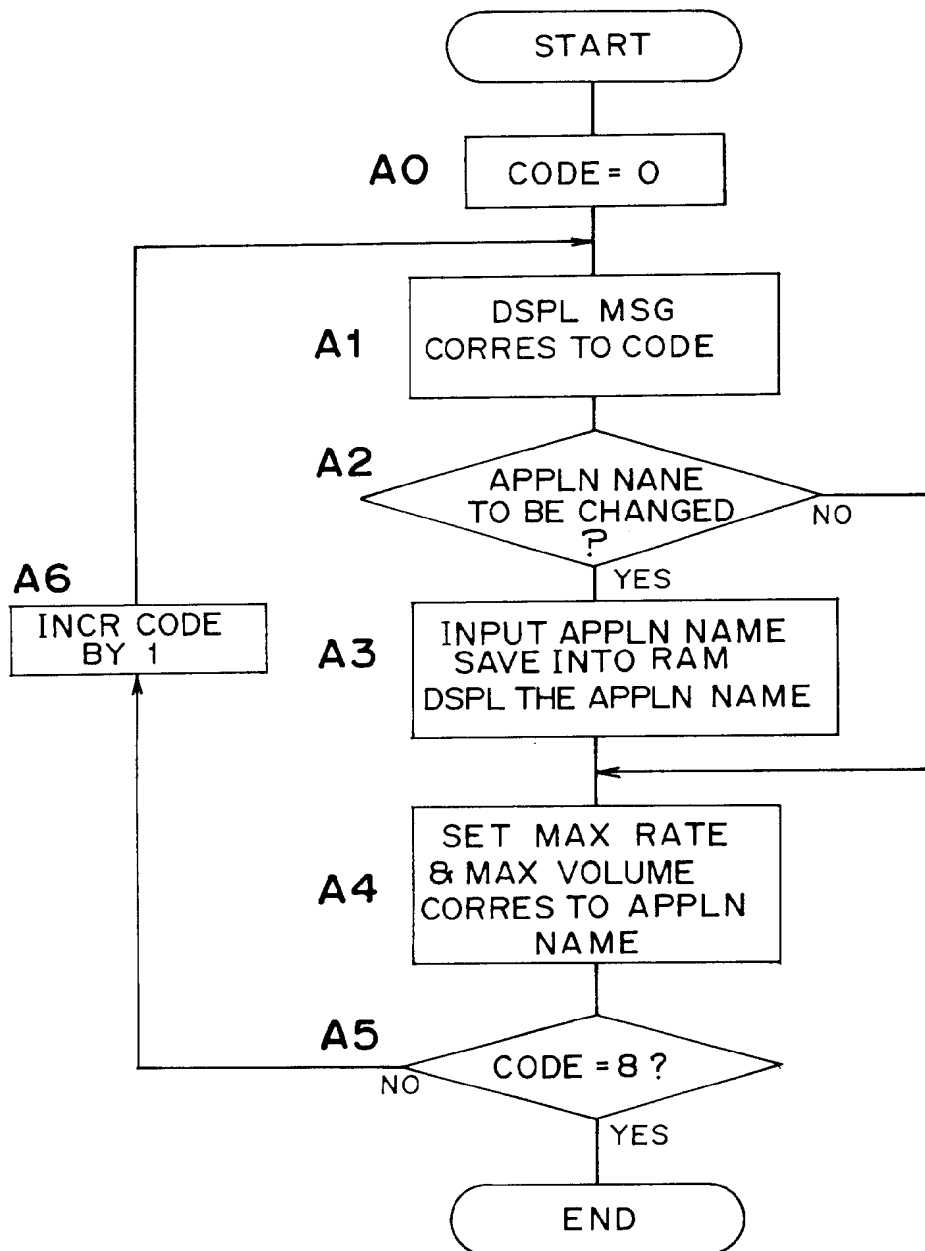 START
A0
CODE = 0
A1
DSPL MSG
CORRES TO CODE
A2
APPLN NANE
TO BE CHANGED
?
NO
YES
A6
INCR CODE
BY 1
A3
INPUT APPLN NAME
SAVE INTO RAM
DSPL THE APPLN NAME
A4
SET MAX RATE
& MAX VOLUME
CORRES TO APPLN
NAME
A5
CODE = 8 ?
NO
YES
END